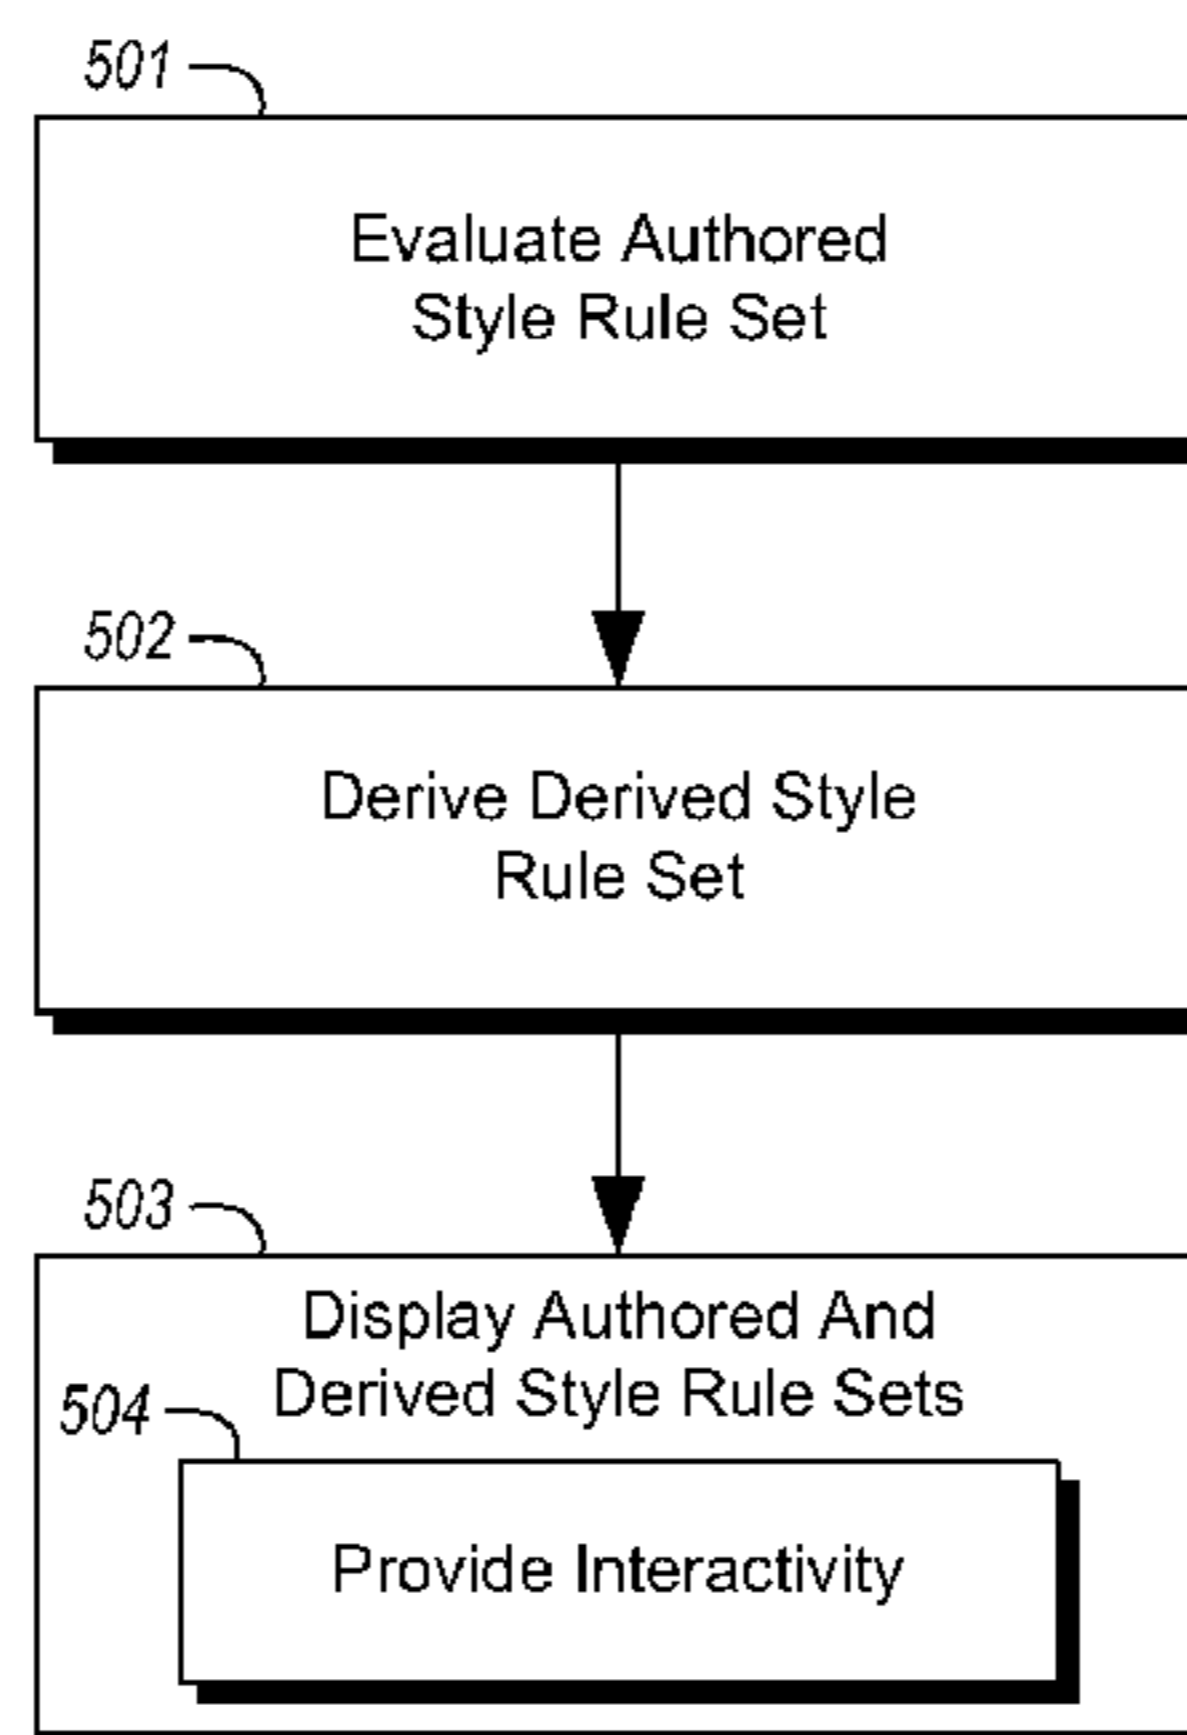 501
Evaluate Authored
Style Rule Set
502
Derive Derived Style
Rule Set
503
Display Authored And
Derived Style Rule Sets
504
Provide Interactivity